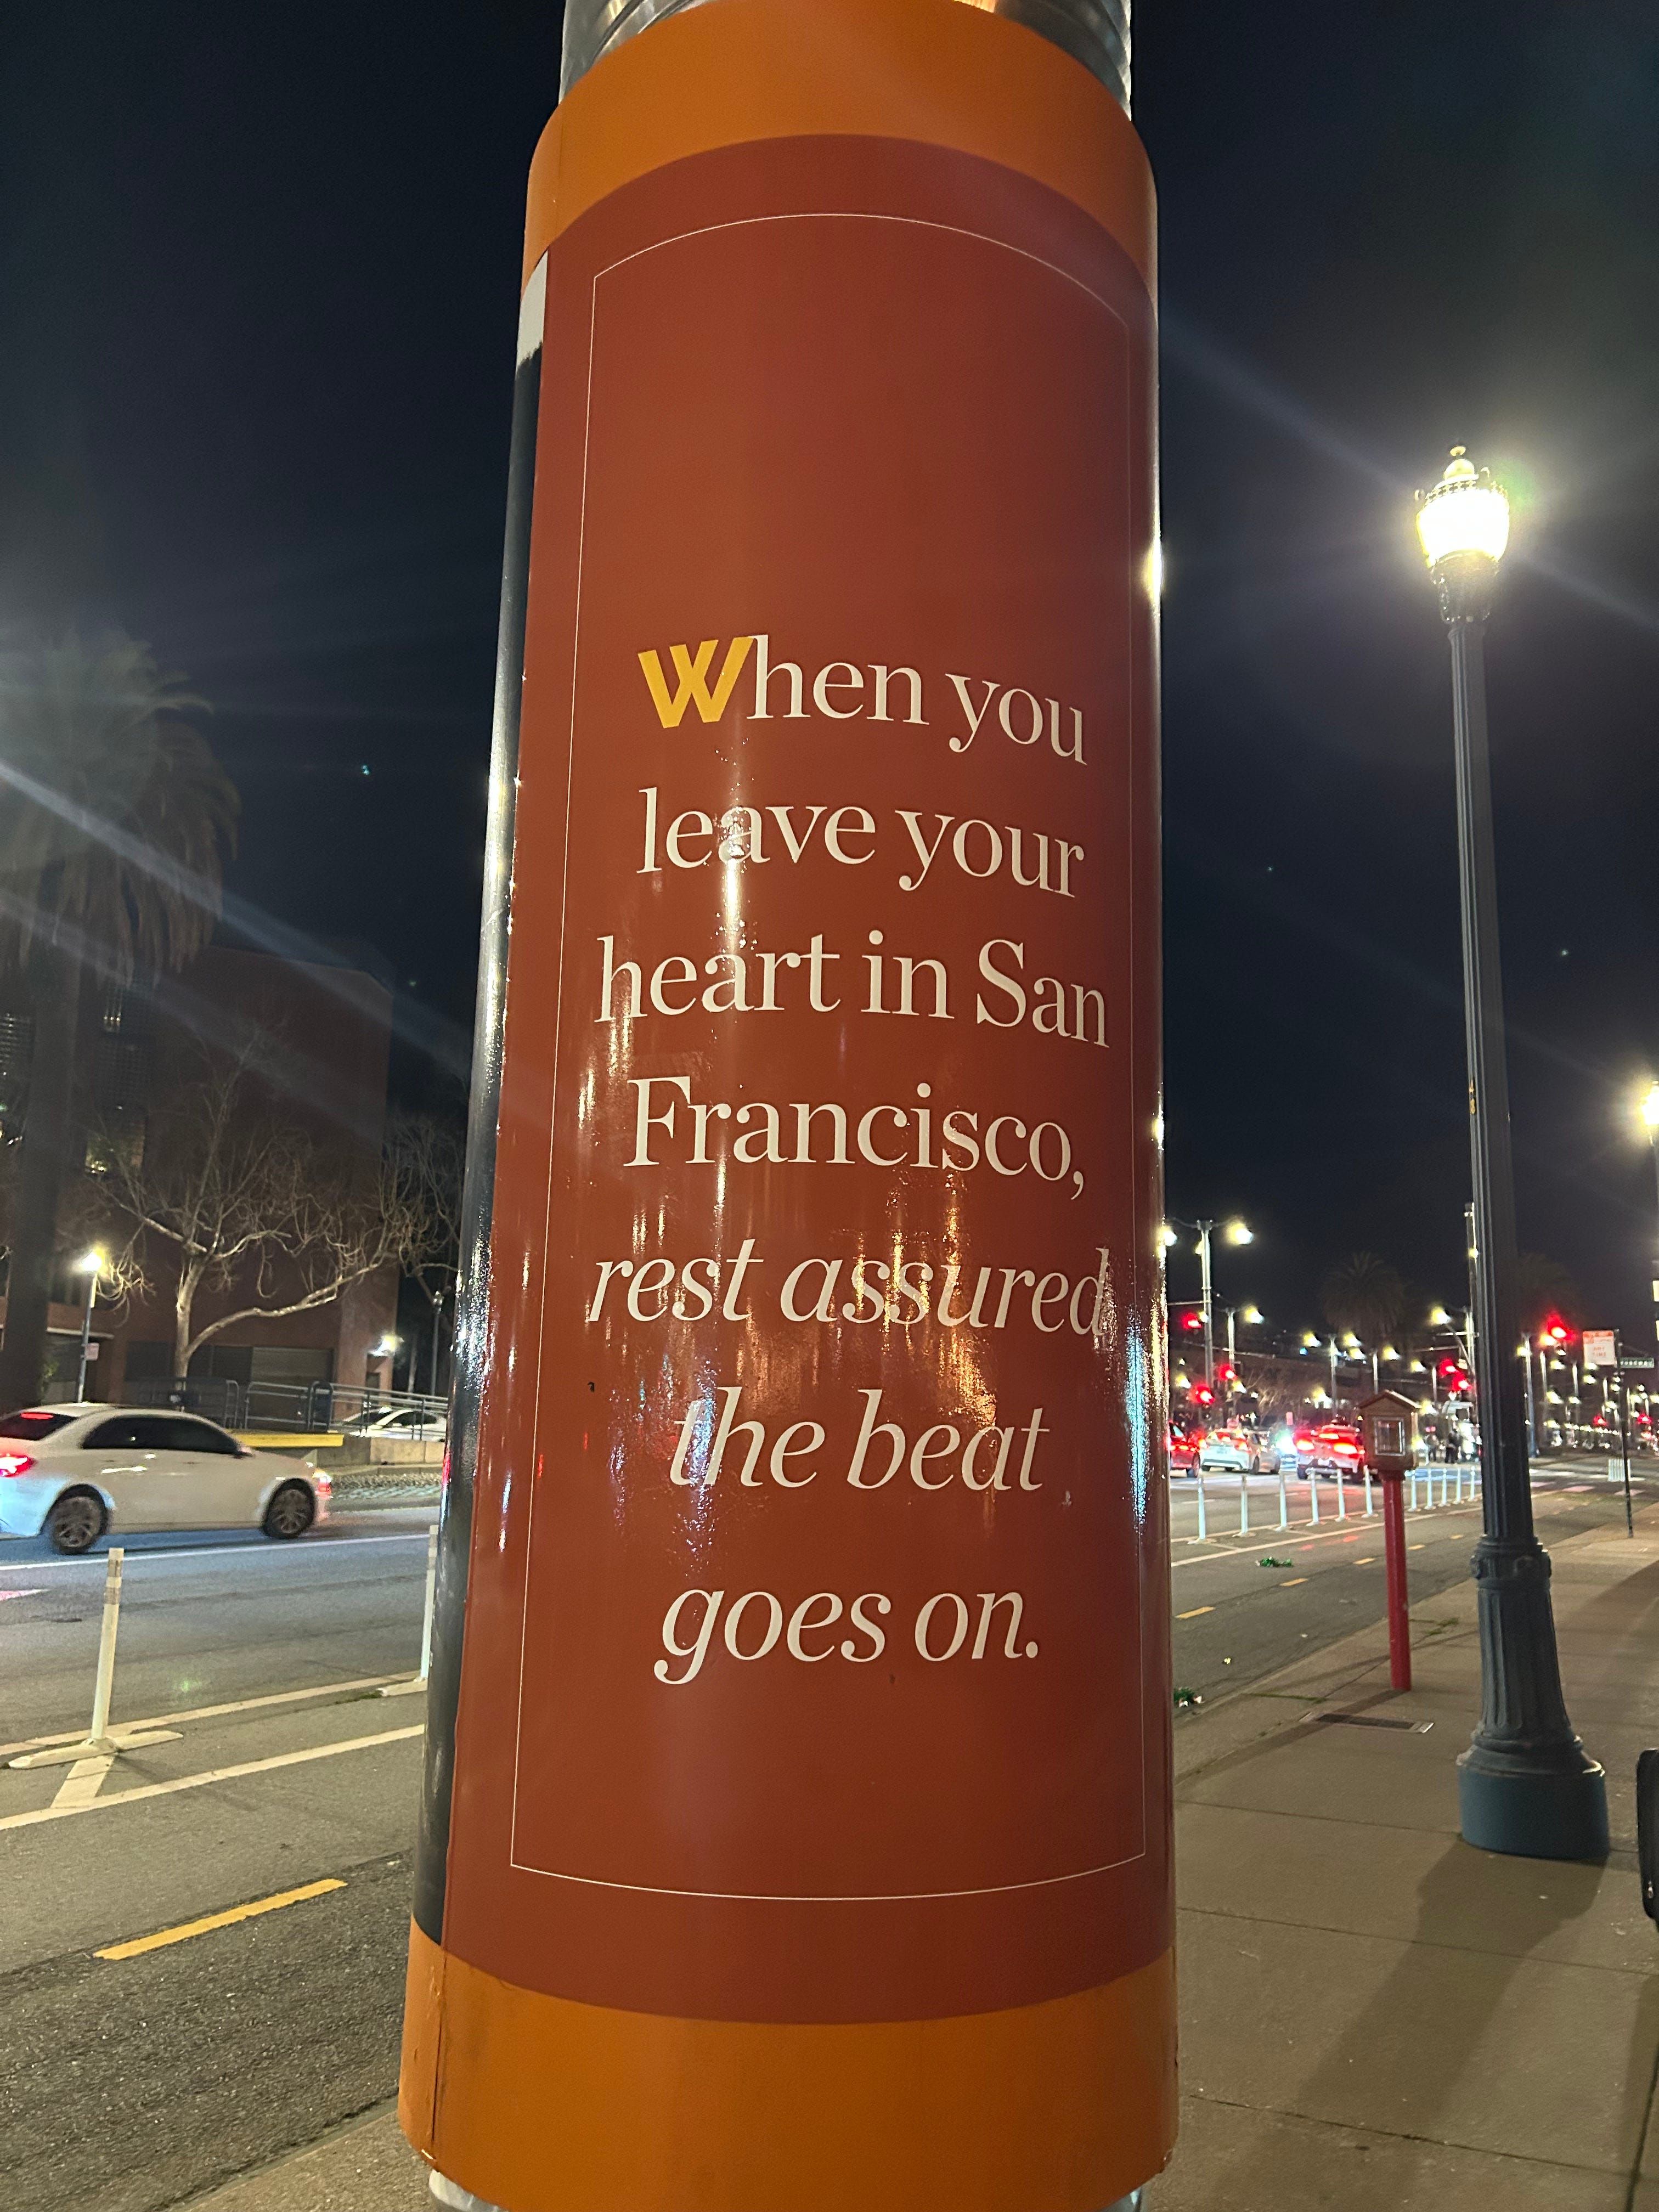 When you
leave your
heart in San
Francisco,
rest assured
the beat
goes on.